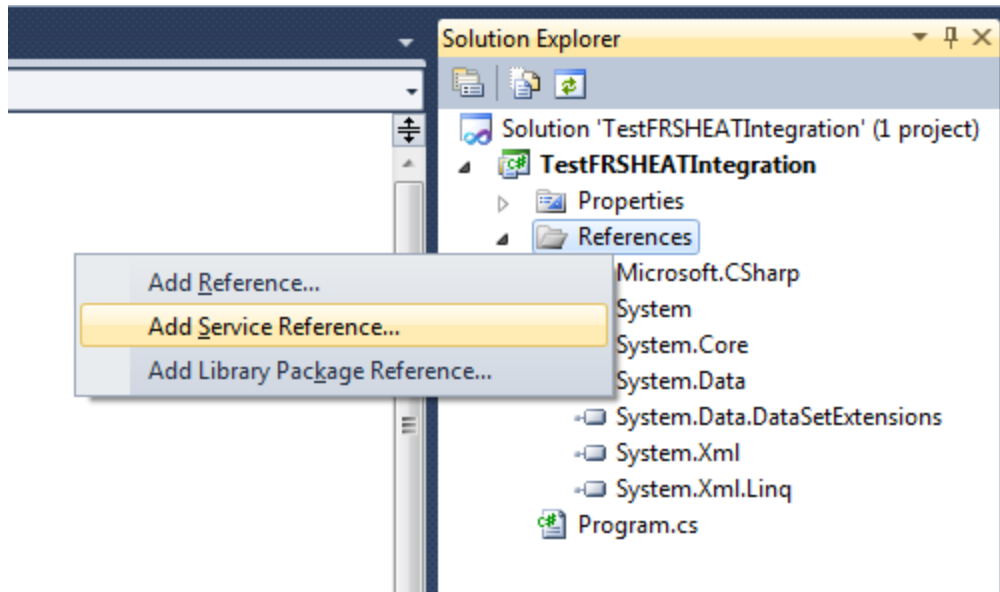 Solution Explorer
Solution 'TestFRSHEATIntegration' (1 project)
TestFRSHEATIntegration
Properties
References
Microsoft.CSharp
System
System.Core
System.Data
System.Data.DataSetExtensions
System.Xml
System.Xml.Linq
Program.cs
Add Reference...
Add Service Reference...
Add Library Package Reference...